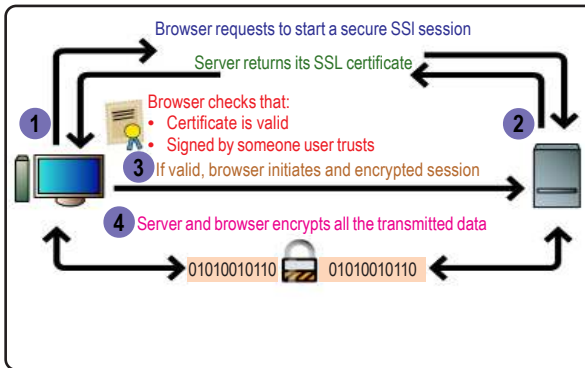 Browser requests to start a secure SSI session
Server returns its SSL certificate
1
Browser checks that:
• Certificate is valid
• Signed by someone user trusts
2
3 If valid, browser initiates and encrypted session
4 Server and browser encrypts all the transmitted data
01010010110 01010010110